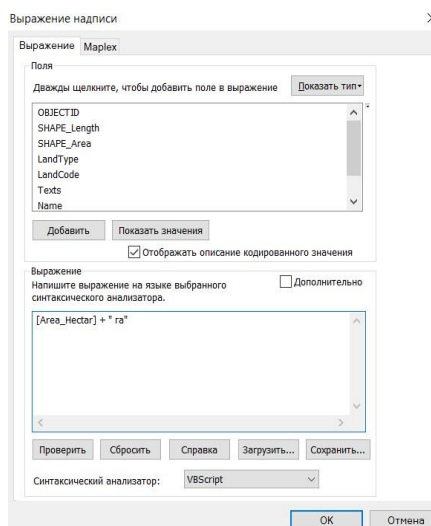 Выражение надписи
Выражение Maplex
Поля
Дважды щелкните, чтобы добавить поле в выражение Показать тип
OBJECTID
SHAPE_Length
SHAPE_Area
LandType
LandCode
Texts
Name
Добавить Показать значения
Отображать описание кодированного значения
Выражение
Напишите выражение на языке выбранного Дополнительно
синтаксического анализатора.
[Area_Hectar] + " га"
Проверить Сбросить Справка Загрузить... Сохранить...
Синтаксический анализатор: VBScript
OK Отмена